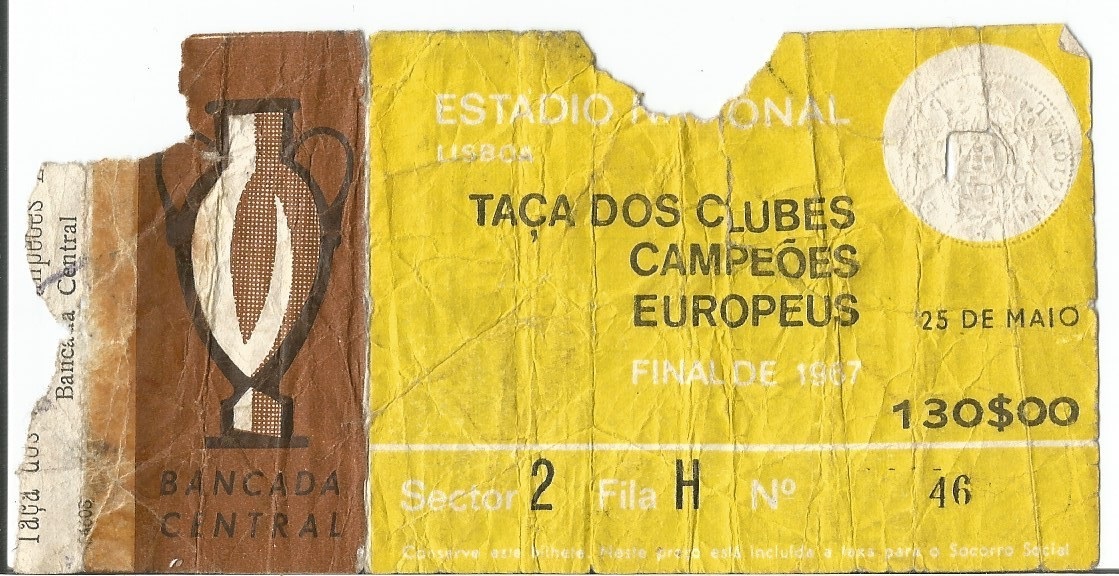 Taça dos
Bancada Central
BANCADA
CENTRAL
ESTADIO NACIONAL
LISBOA
TAÇA DOS CLUBES
CAMPEÕES
EUROPEUS
25 DE MAIO
FINAL DE 1967
130$00
Sector 2 Fila H Nº 46
Conserve este bilhete. Neste preço está incluída a taxa para o Socorro Social